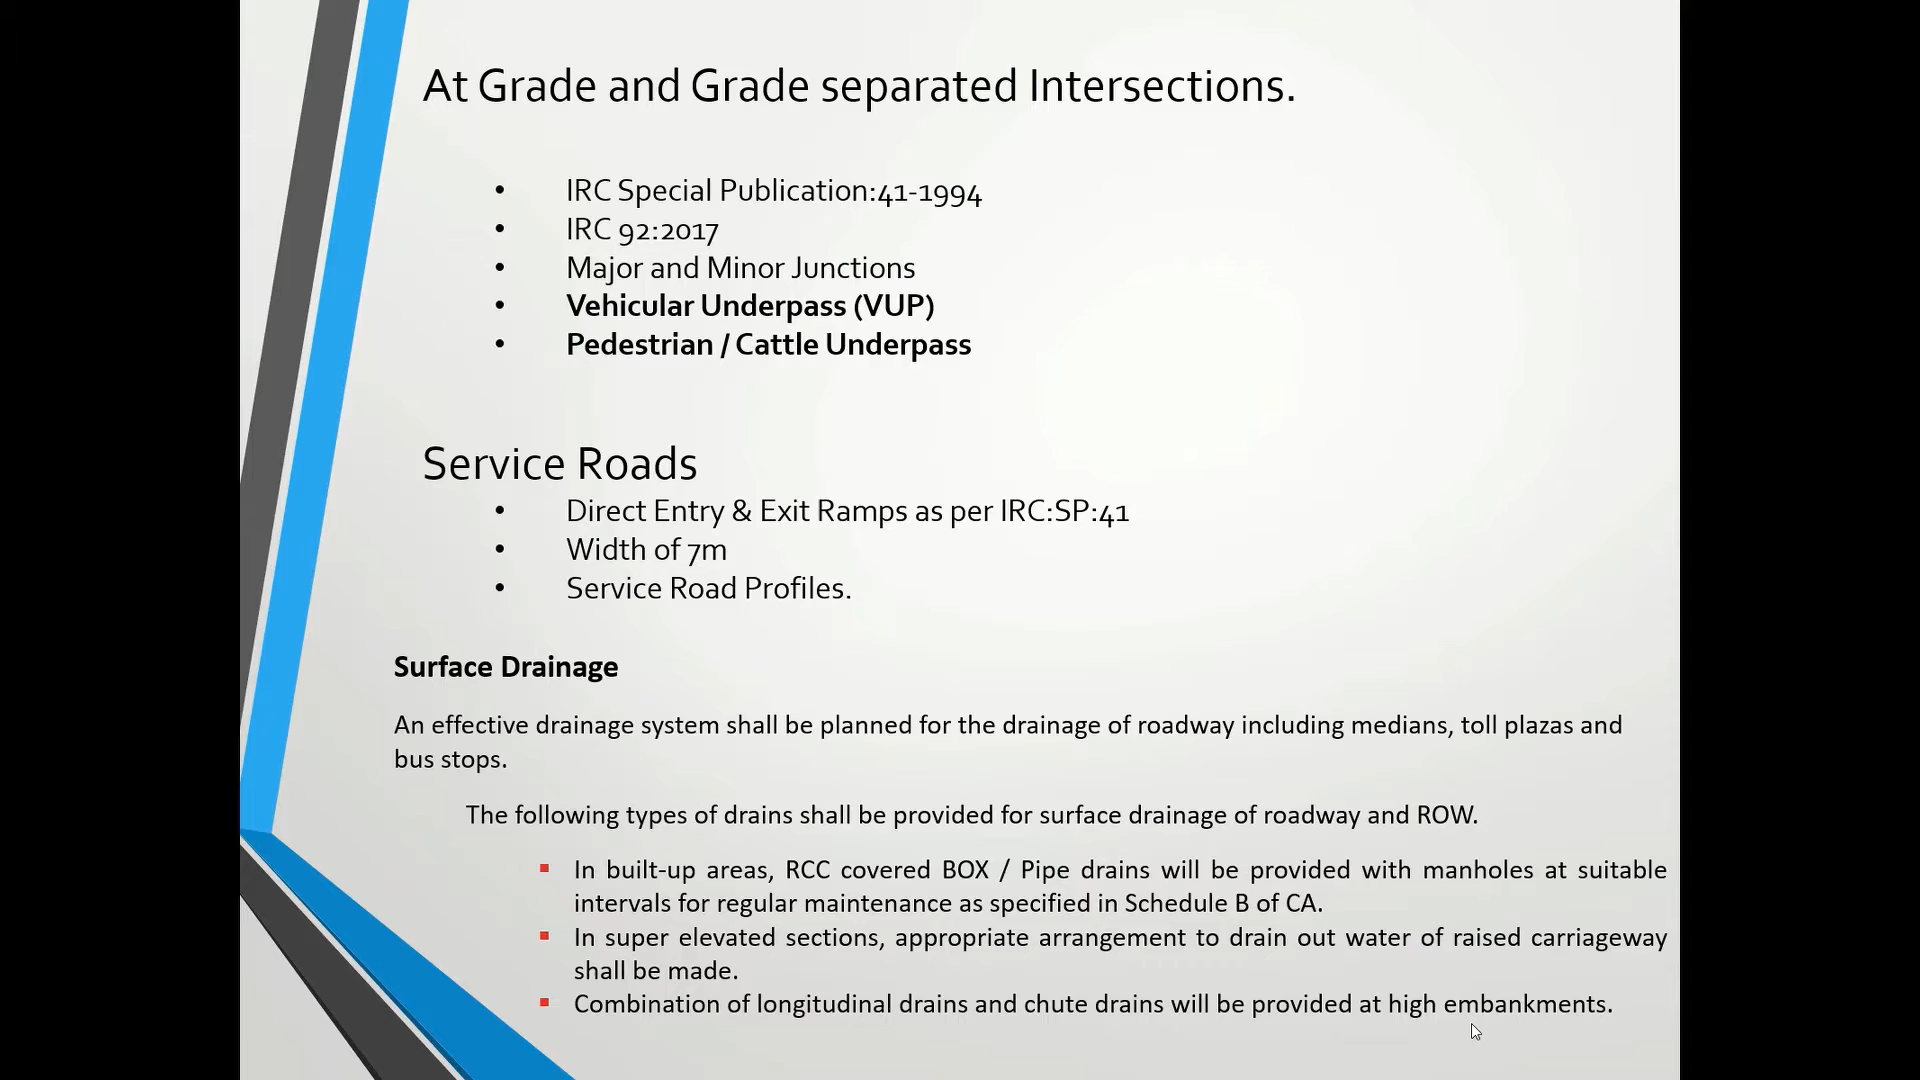 At Grade and Grade separated Intersections.
• IRC Special Publication:41-1994
• IRC 92:2017
• Major and Minor Junctions
• Vehicular Underpass (VUP)
• Pedestrian / Cattle Underpass
Service Roads
• Direct Entry & Exit Ramps as per IRC:SP:41
• Width of 7m
• Service Road Profiles.
Surface Drainage
An effective drainage system shall be planned for the drainage of roadway including medians, toll plazas and
bus stops.
The following types of drains shall be provided for surface drainage of roadway and ROW.
▪ In built-up areas, RCC covered BOX / Pipe drains will be provided with manholes at suitable
intervals for regular maintenance as specified in Schedule B of CA.
▪ In super elevated sections, appropriate arrangement to drain out water of raised carriageway
shall be made.
▪ Combination of longitudinal drains and chute drains will be provided at high embankments.